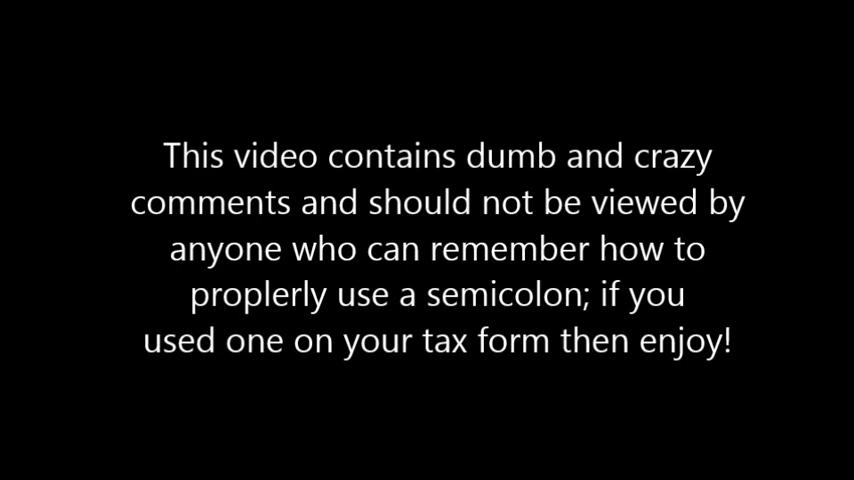 This video contains dumb and crazy
comments and should not be viewed by
anyone who can remember how to
proplerly use a semicolon; if you
used one on your tax form then enjoy!